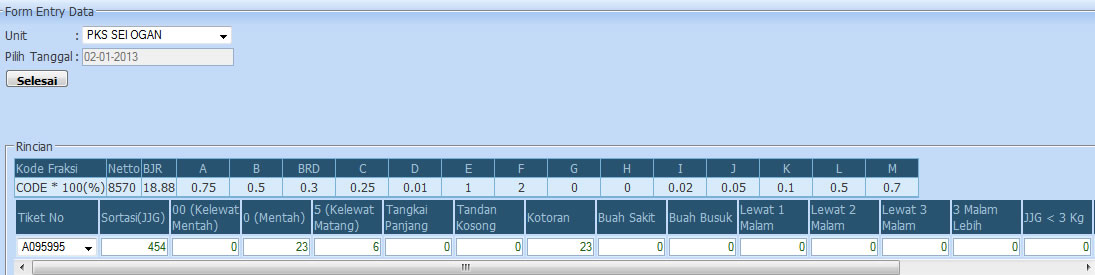 Form Entry Data
Unit : PKS SEI OGAN
Pilih Tanggal : 02-01-2013
Selesai
Rincian
Kode Fraksi Netto BJR A B BRD C D E F G H I J K L M
CODE * 100(%) 8570 18.88 0.75 0.5 0.3 0.25 0.01 1 2 0 0 0.02 0.05 0.1 0.5 0.7
Tiket No Sortasi(JJG) 00 (Kelewat Mentah) 0 (Mentah) 5 (Kelewat Matang) Tangkai Panjang Tandan Kosong Kotoran Buah Sakit Buah Busuk Lewat 1 Malam Lewat 2 Malam Lewat 3 Malam 3 Malam Lebih JJG < 3 Kg
A095995 454 0 23 6 0 0 23 0 0 0 0 0 0 0